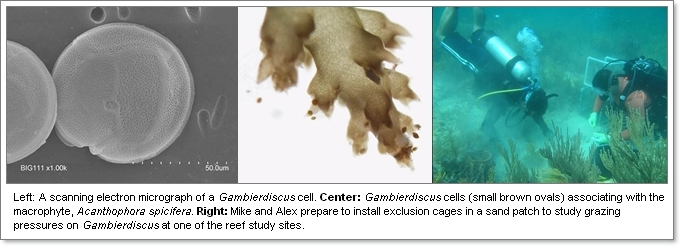 BIG111 x1.00k 50.0um
Left: A scanning electron micrograph of a Gambierdiscus cell. Center: Gambierdiscus cells (small brown ovals) associating with the
macrophyte, Acanthophora spicifera. Right: Mike and Alex prepare to install exclusion cages in a sand patch to study grazing
pressures on Gambierdiscus at one of the reef study sites.